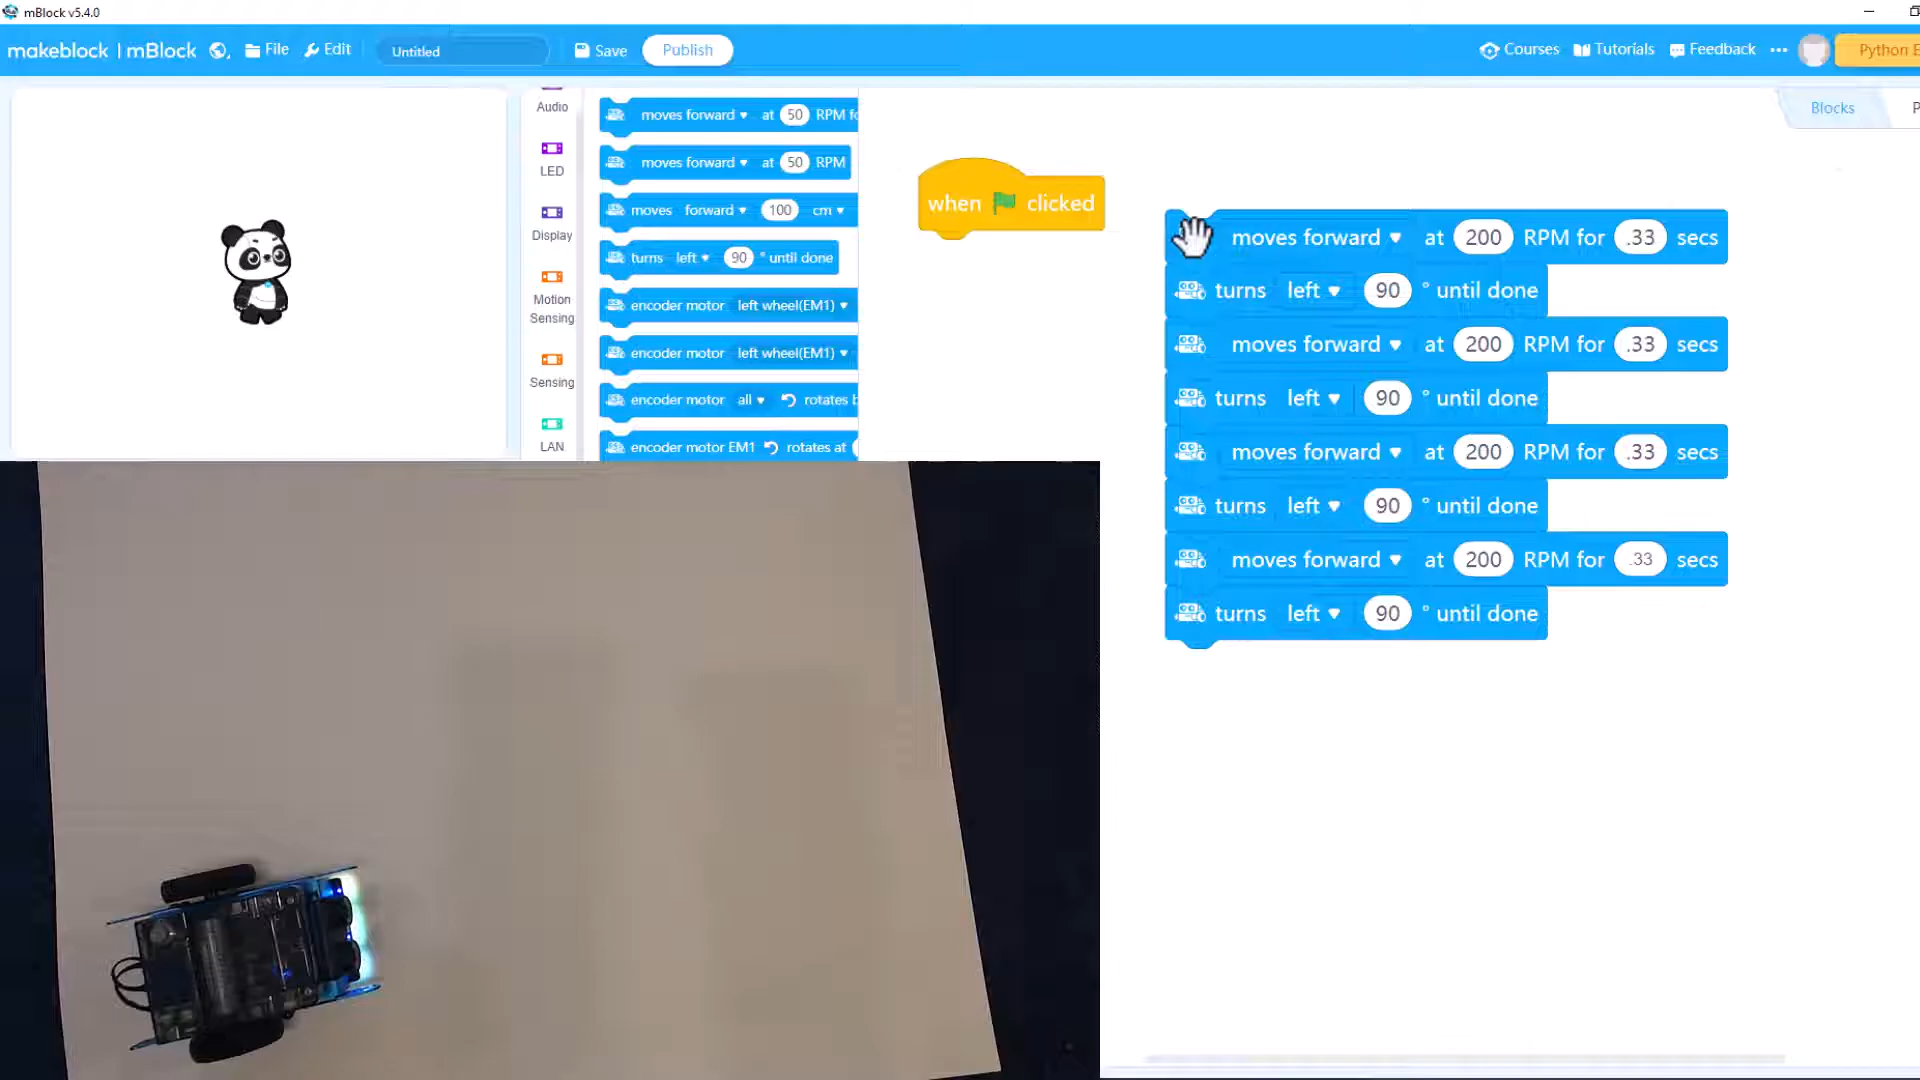 mBlock v5.4.0
makeblock | mBlock File Edit Untitled Save Publish Courses Tutorials Feedback ••• Python E
Audio
LED
Display
Motion
Sensing
Sensing
LAN
moves forward at 50 RPM fo
moves forward at 50 RPM
moves forward 100 cm
turns left 90 ° until done
encoder motor left wheel(EM1)
encoder motor left wheel(EM1)
encoder motor all rotates b
encoder motor EM1 rotates at
Blocks P
when clicked
moves forward at 200 RPM for .33 secs
turns left 90 ° until done
moves forward at 200 RPM for .33 secs
turns left 90 ° until done
moves forward at 200 RPM for .33 secs
turns left 90 ° until done
moves forward at 200 RPM for .33 secs
turns left 90 ° until done